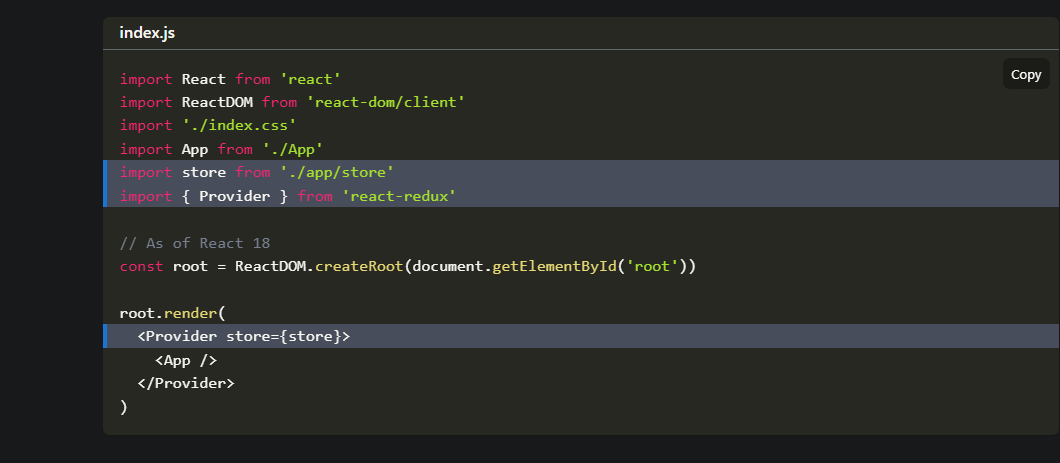 index.js
Copy
import React from 'react'
import ReactDOM from 'react-dom/client'
import './index.css'
import App from './App'
import store from './app/store'
import { Provider } from 'react-redux'
// As of React 18
const root = ReactDOM.createRoot(document.getElementById('root'))
root.render(
  <Provider store={store}>
    <App />
  </Provider>
)